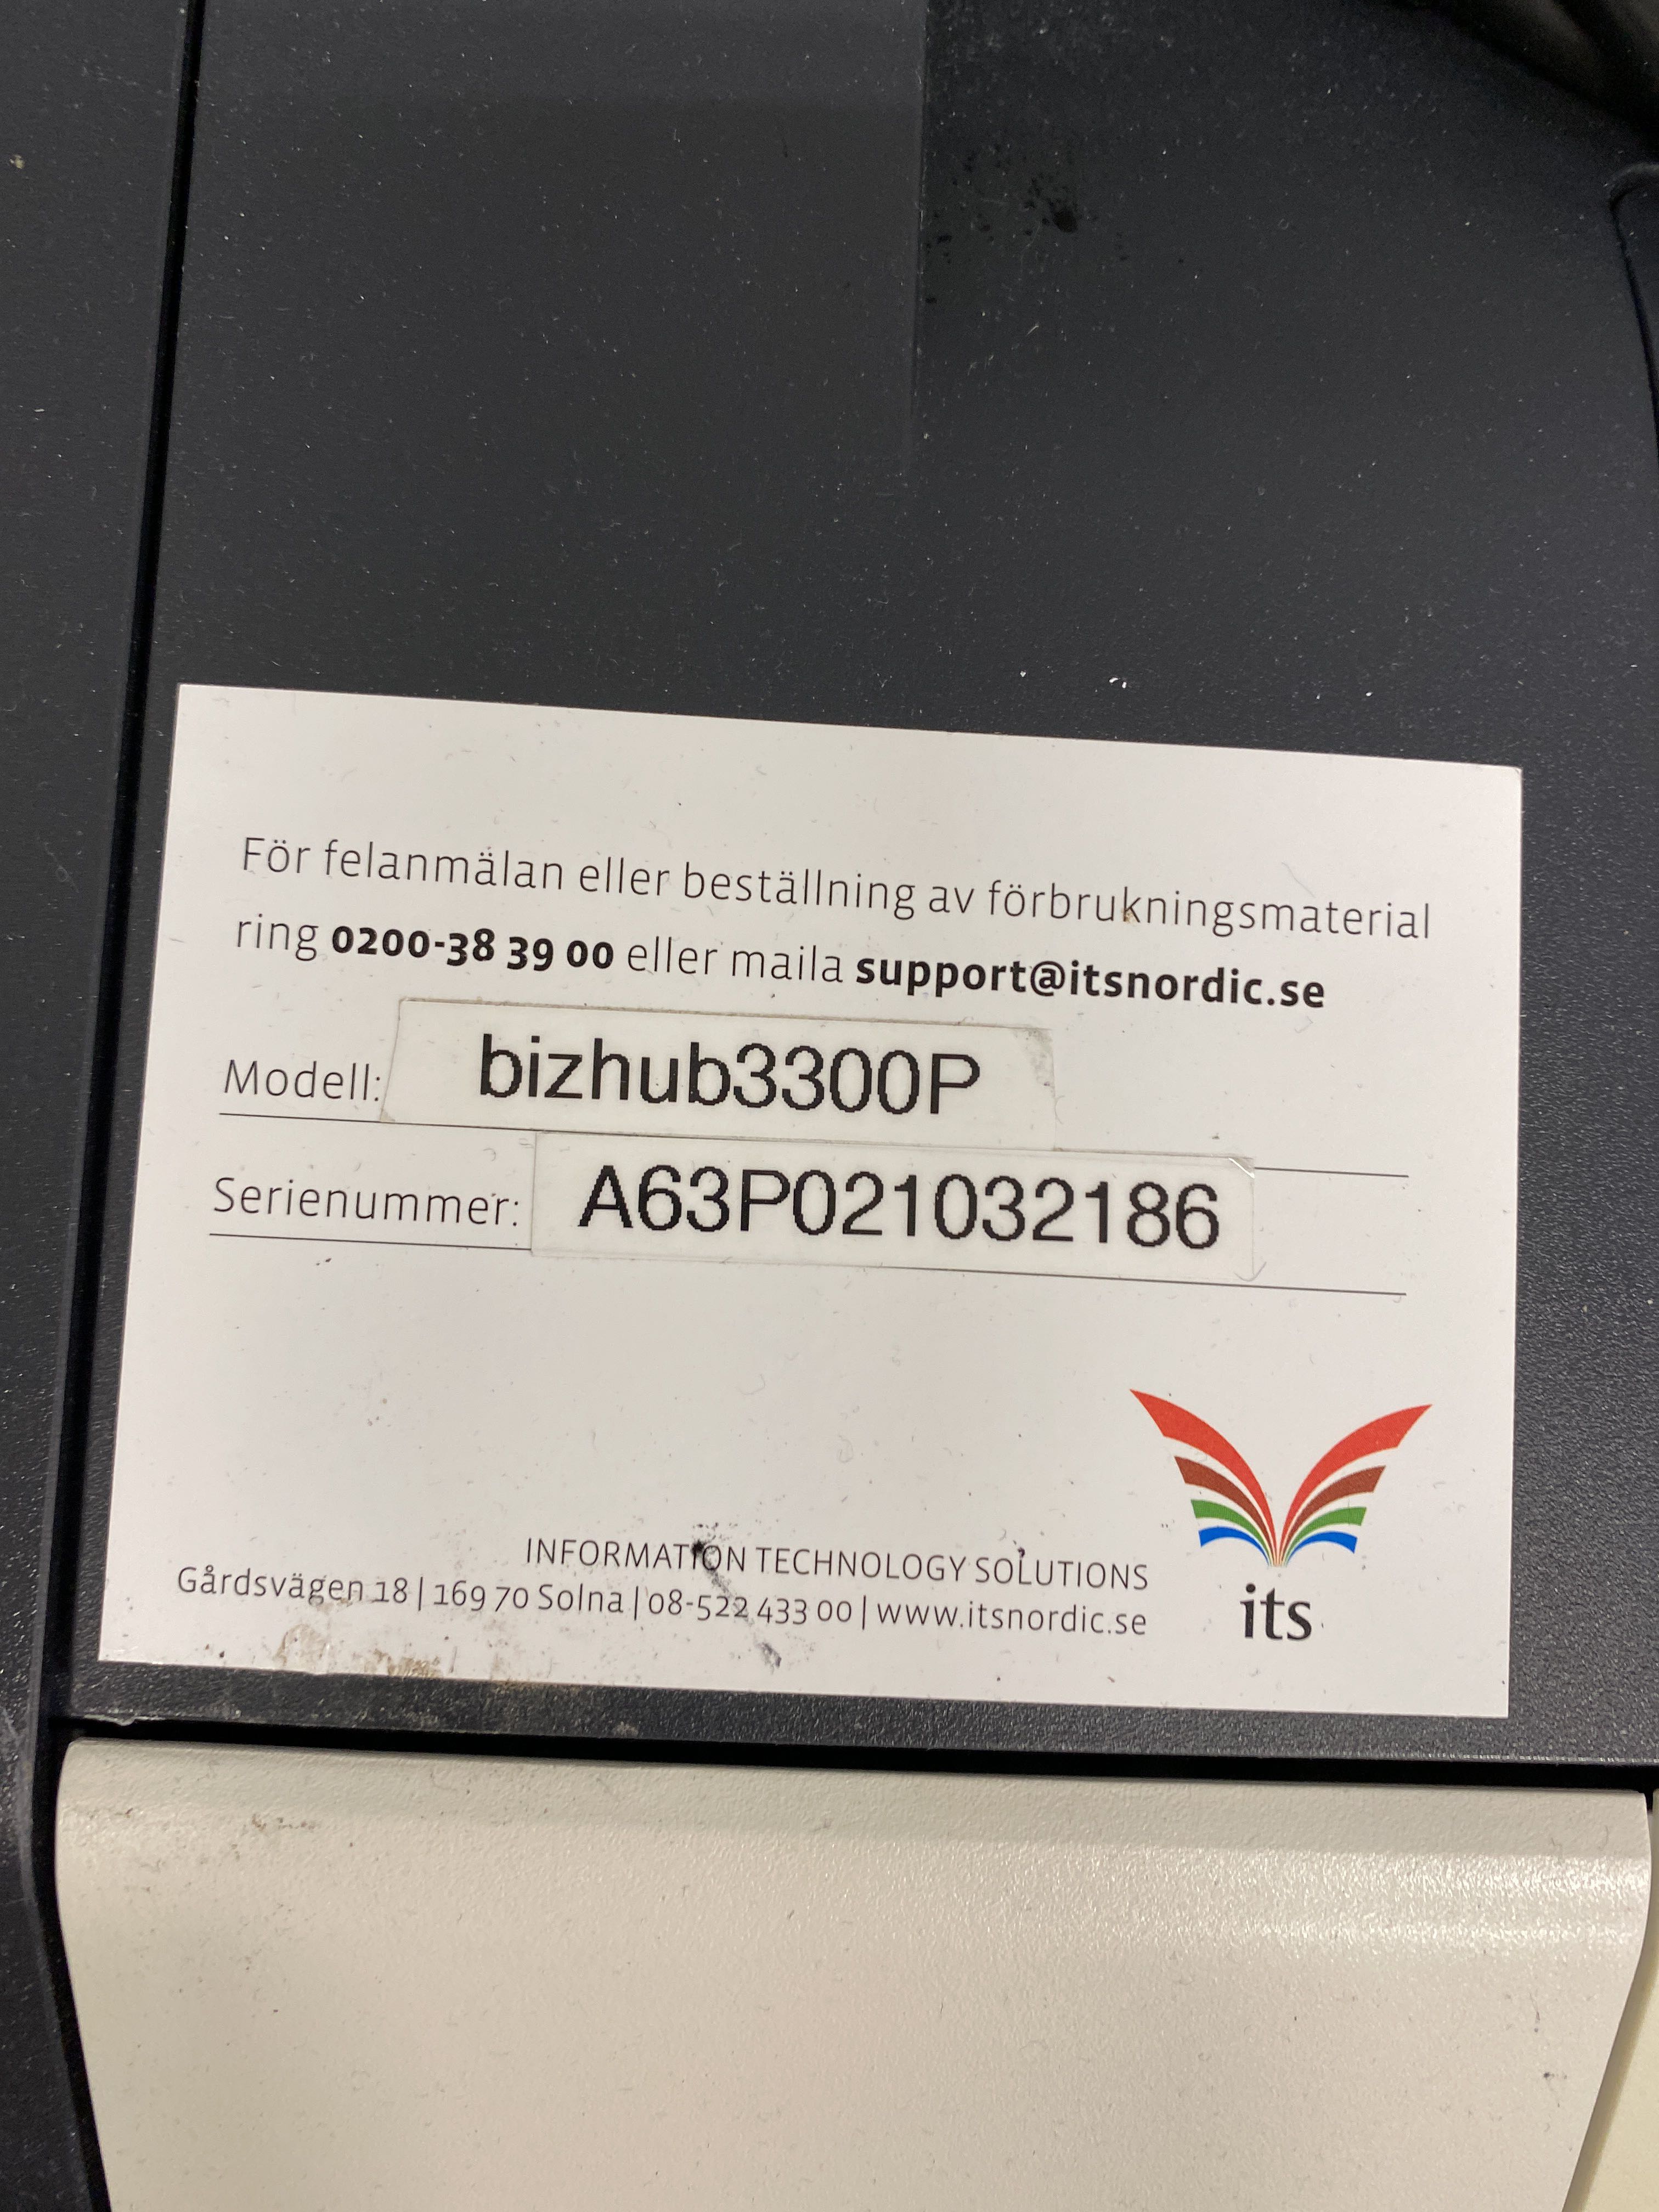 För felanmälan eller beställning av förbrukningsmaterial
ring 0200-38 39 00 eller maila support@itsnordic.se
Modell: bizhub3300P
Serienummer: A63P021032186
INFORMATION TECHNOLOGY SOLUTIONS
Gårdsvägen 18 | 169 70 Solna | 08-522 433 00 | www.itsnordic.se
its